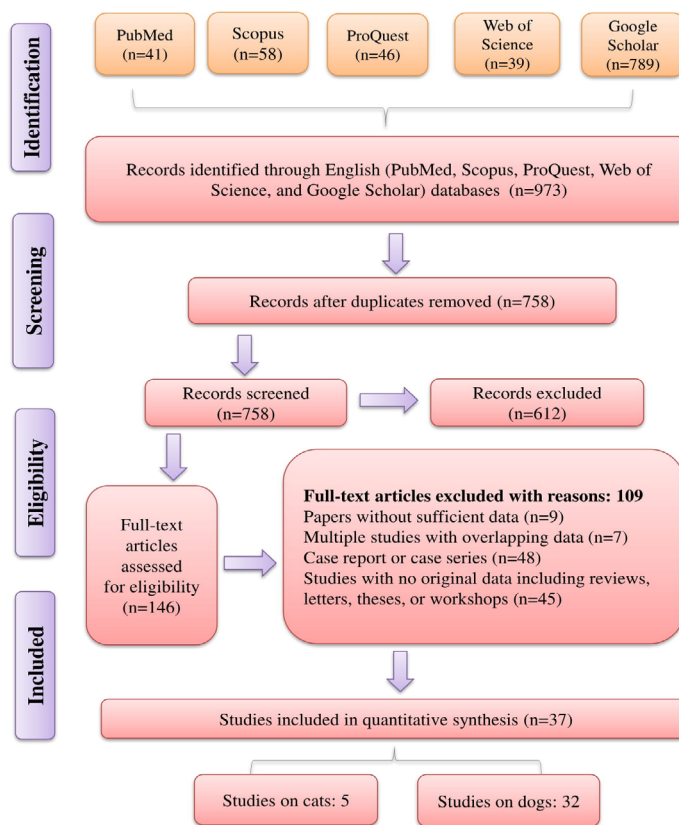 PubMed
(n=41)
Scopus
(n=58)
ProQuest
(n=46)
Web of
Science
(n=39)
Google
Scholar
(n=789)
Identification
Records identified through English (PubMed, Scopus, ProQuest, Web of
Science, and Google Scholar) databases (n=973)
Screening
Records after duplicates removed (n=758)
Records screened
(n=758)
Records excluded
(n=612)
Eligibility
Full-text
articles
assessed
for eligibility
(n=146)
Full-text articles excluded with reasons: 109
Papers without sufficient data (n=9)
Multiple studies with overlapping data (n=7)
Case report or case series (n=48)
Studies with no original data including reviews,
letters, theses, or workshops (n=45)
Included
Studies included in quantitative synthesis (n=37)
Studies on cats: 5
Studies on dogs: 32